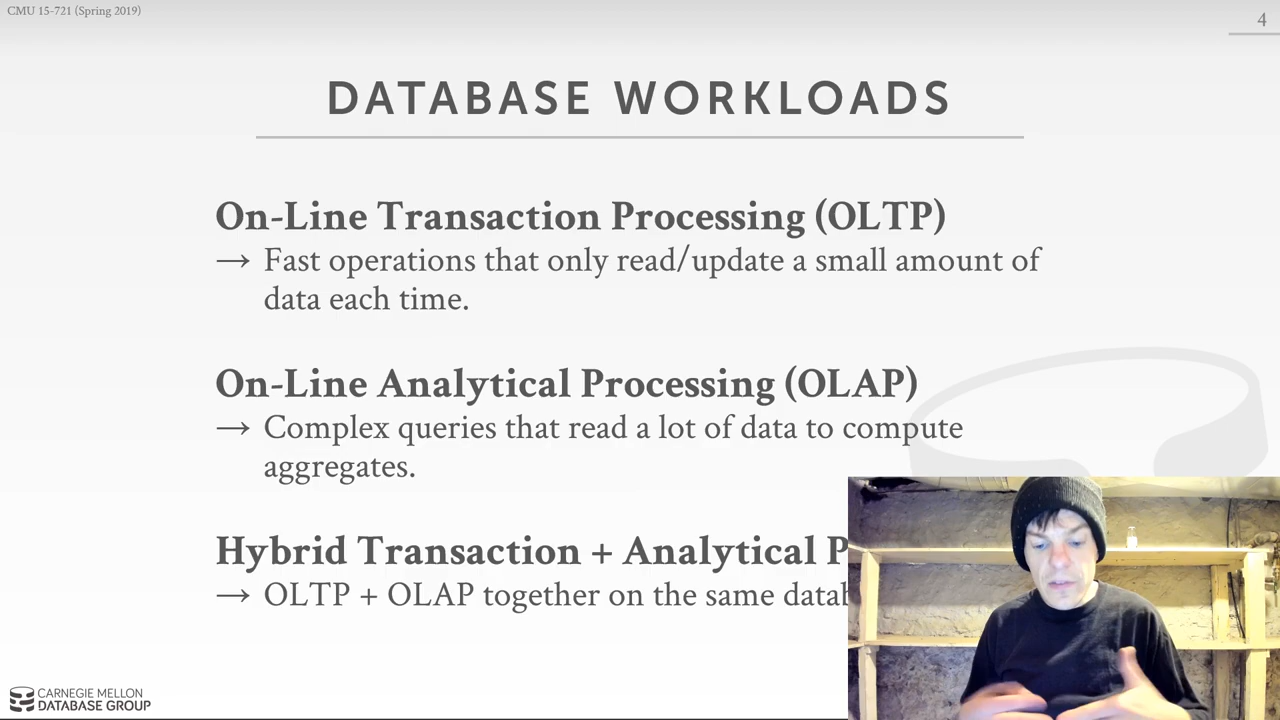 CMU 15-721 (Spring 2019)
4
DATABASE WORKLOADS
On-Line Transaction Processing (OLTP)
→ Fast operations that only read/update a small amount of
data each time.
On-Line Analytical Processing (OLAP)
→ Complex queries that read a lot of data to compute
aggregates.
Hybrid Transaction + Analytical
→ OLTP + OLAP together on the same
CARNEGIE MELLON
DATABASE GROUP